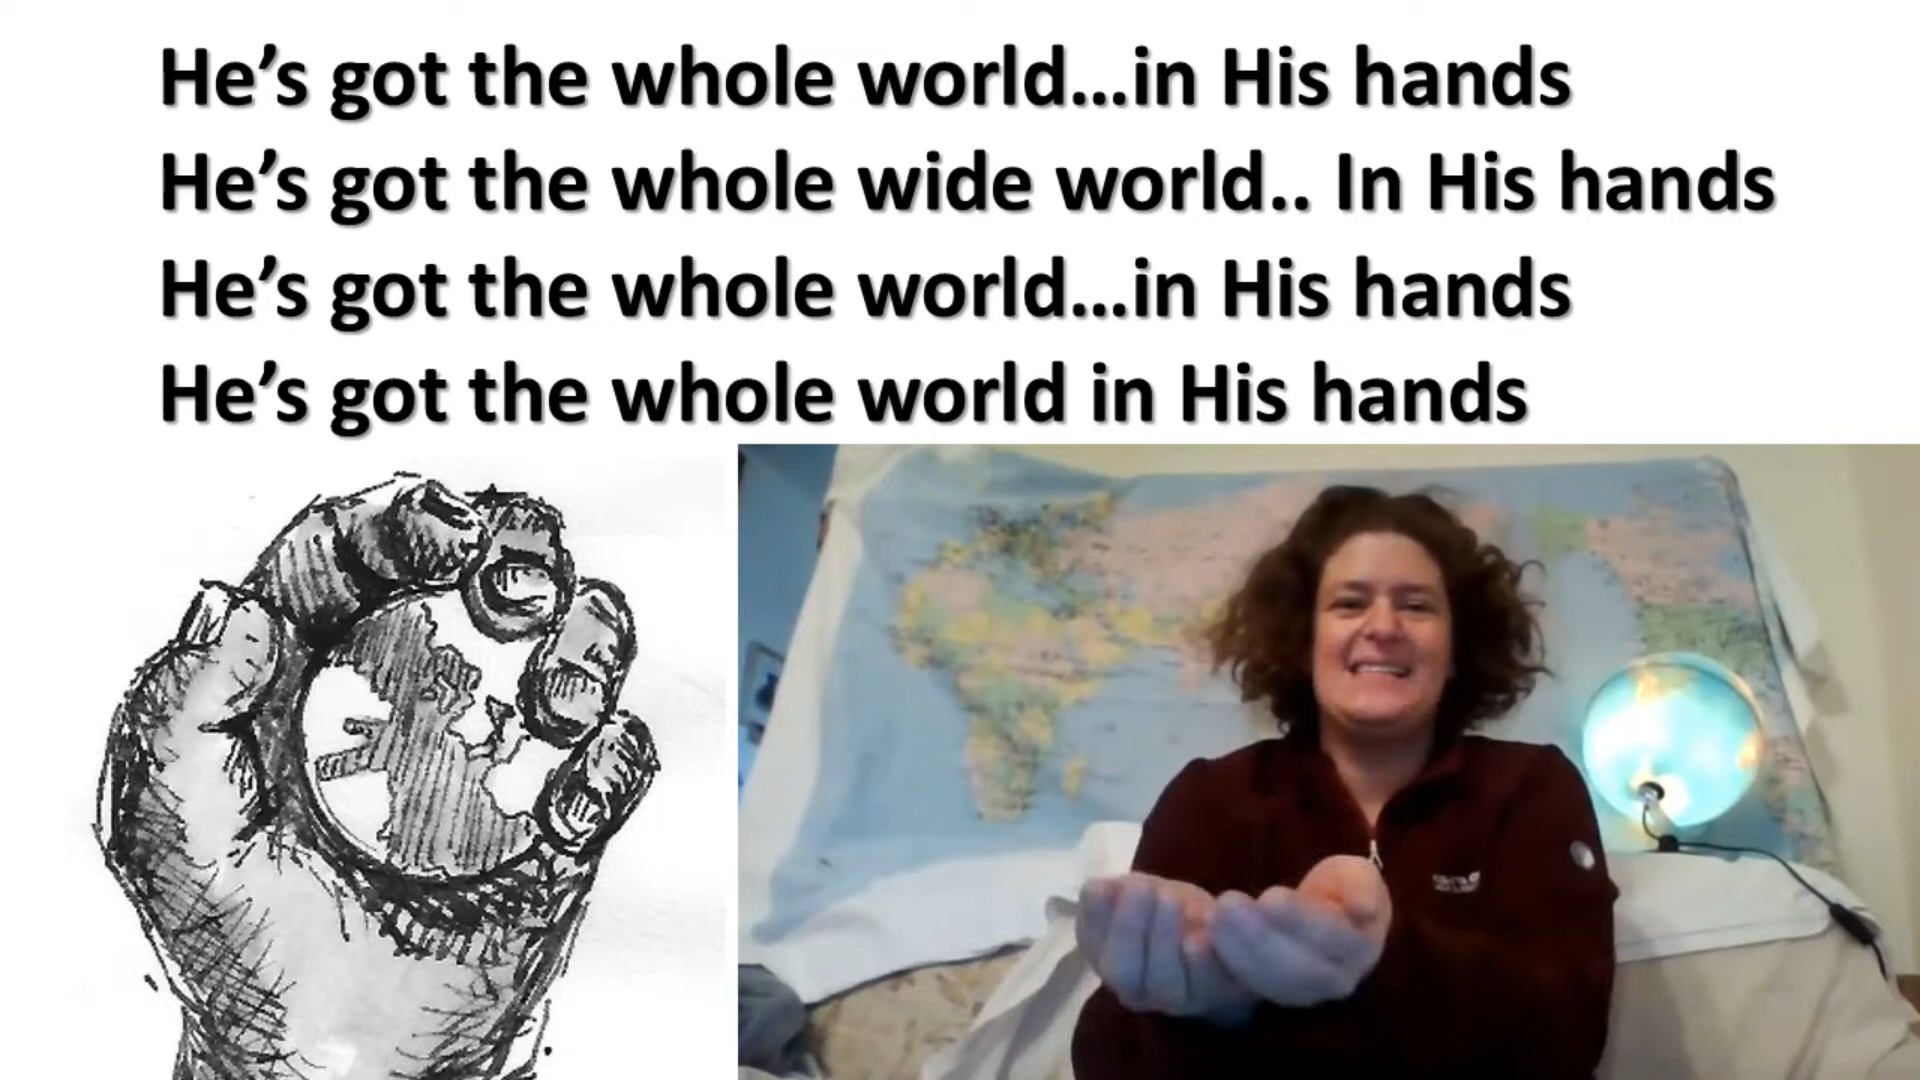 He’s got the whole world...in His hands
He’s got the whole wide world.. In His hands
He’s got the whole world...in His hands
He’s got the whole world in His hands